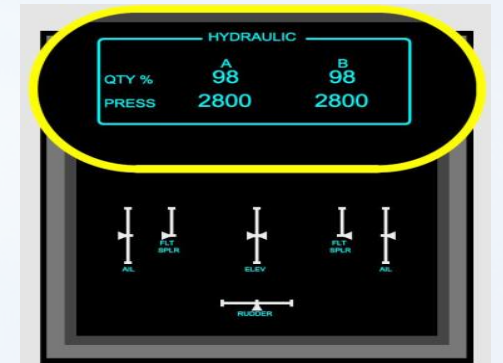 HYDRAULIC
A B
QTY % 98 98
PRESS 2800 2800
FLT SPLR FLT SPLR
AIL ELEV AIL
RUDDER